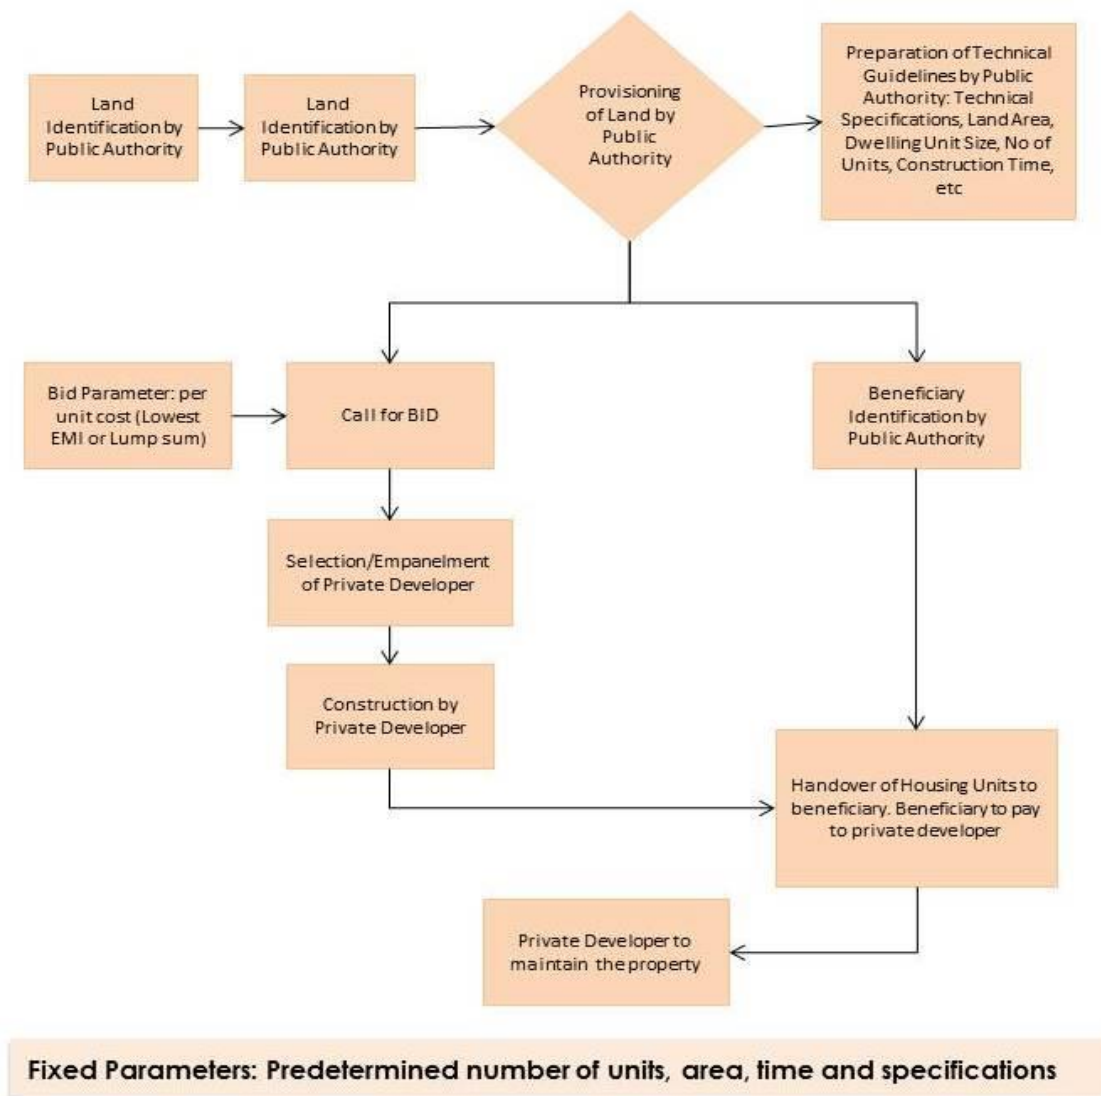 Land
Identification by
Public Authority
Land
Identification by
Public Authority
Provisioning
of Land by
Public
Authority
Preparation of Technical
Guidelines by Public
Authority: Technical
Specifications, Land Area,
Dwelling Unit Size, No of
Units, Construction Time,
etc
Bid Parameter: per
unit cost (Lowest
EMI or Lump sum)
Call for BID
Beneficiary
Identification by
Public Authority
Selection/Empanelment
of Private Developer
Construction by
Private Developer
Handover of Housing Units to
beneficiary. Beneficiary to pay
to private developer
Private Developer to
maintain the property
Fixed Parameters: Predetermined number of units, area, time and specifications